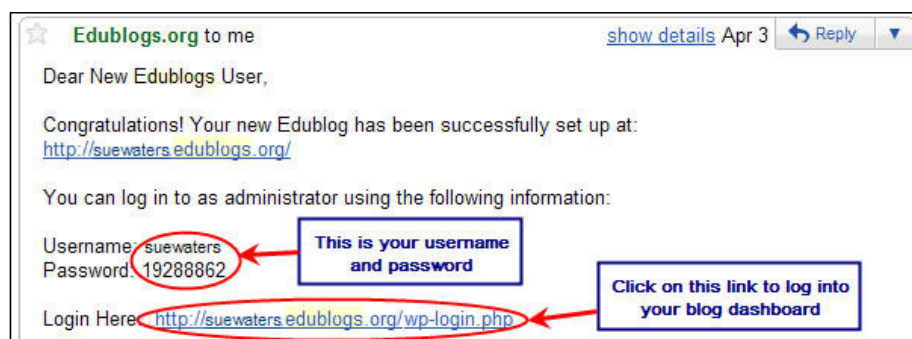 Edublogs.org to me show details Apr 3 Reply
Dear New Edublogs User,
Congratulations! Your new Edublog has been successfully set up at:
http://suewaters.edublogs.org/
You can log in to as administrator using the following information:
Username: suewaters
Password: 19288862
This is your username
and password
Click on this link to log into
your blog dashboard
Login Here: http://suewaters.edublogs.org/wp-login.php